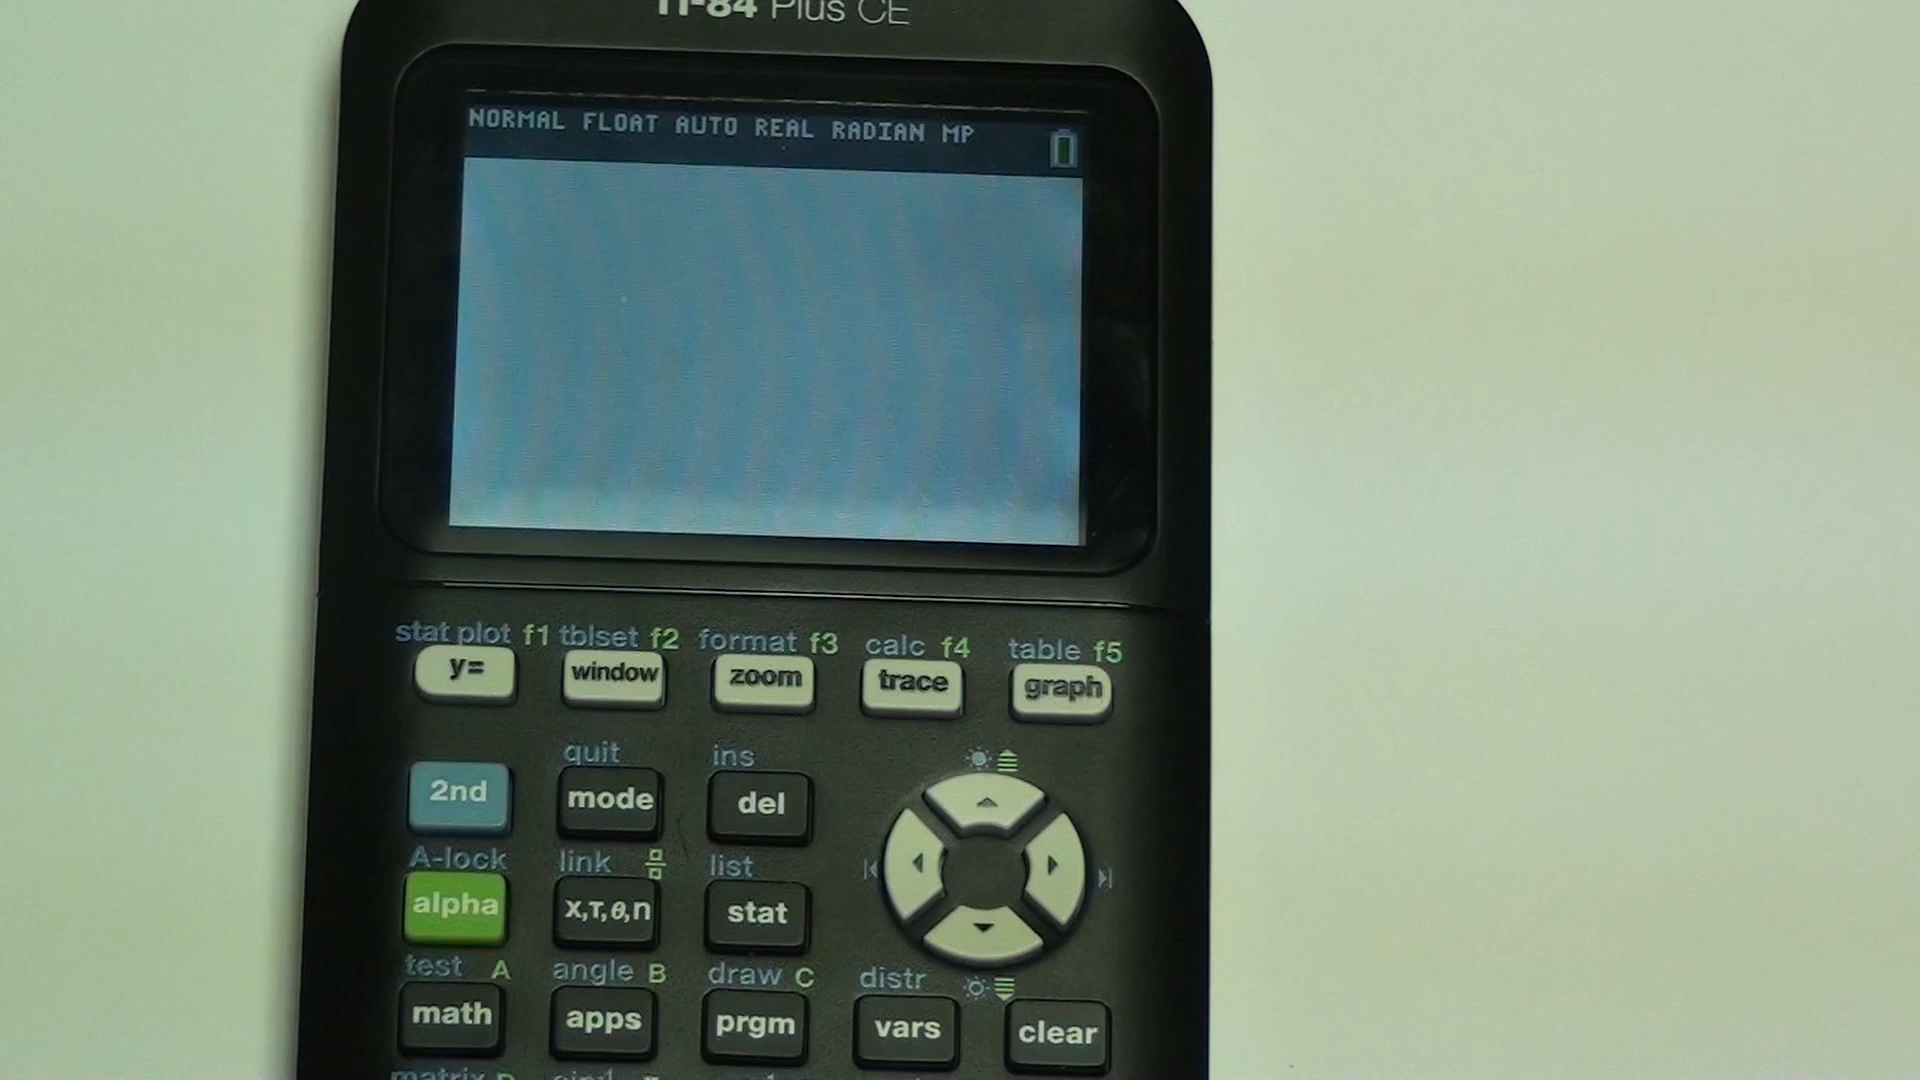 TI-84 Plus CE
NORMAL FLOAT AUTO REAL RADIAN MP
stat plot f1 tblset f2 format f3 calc f4 table f5
y= window zoom trace graph
quit ins
2nd mode del
A-lock link list
alpha X,T,θ,n stat
test A angle B draw C distr
math apps prgm vars clear
matrix D